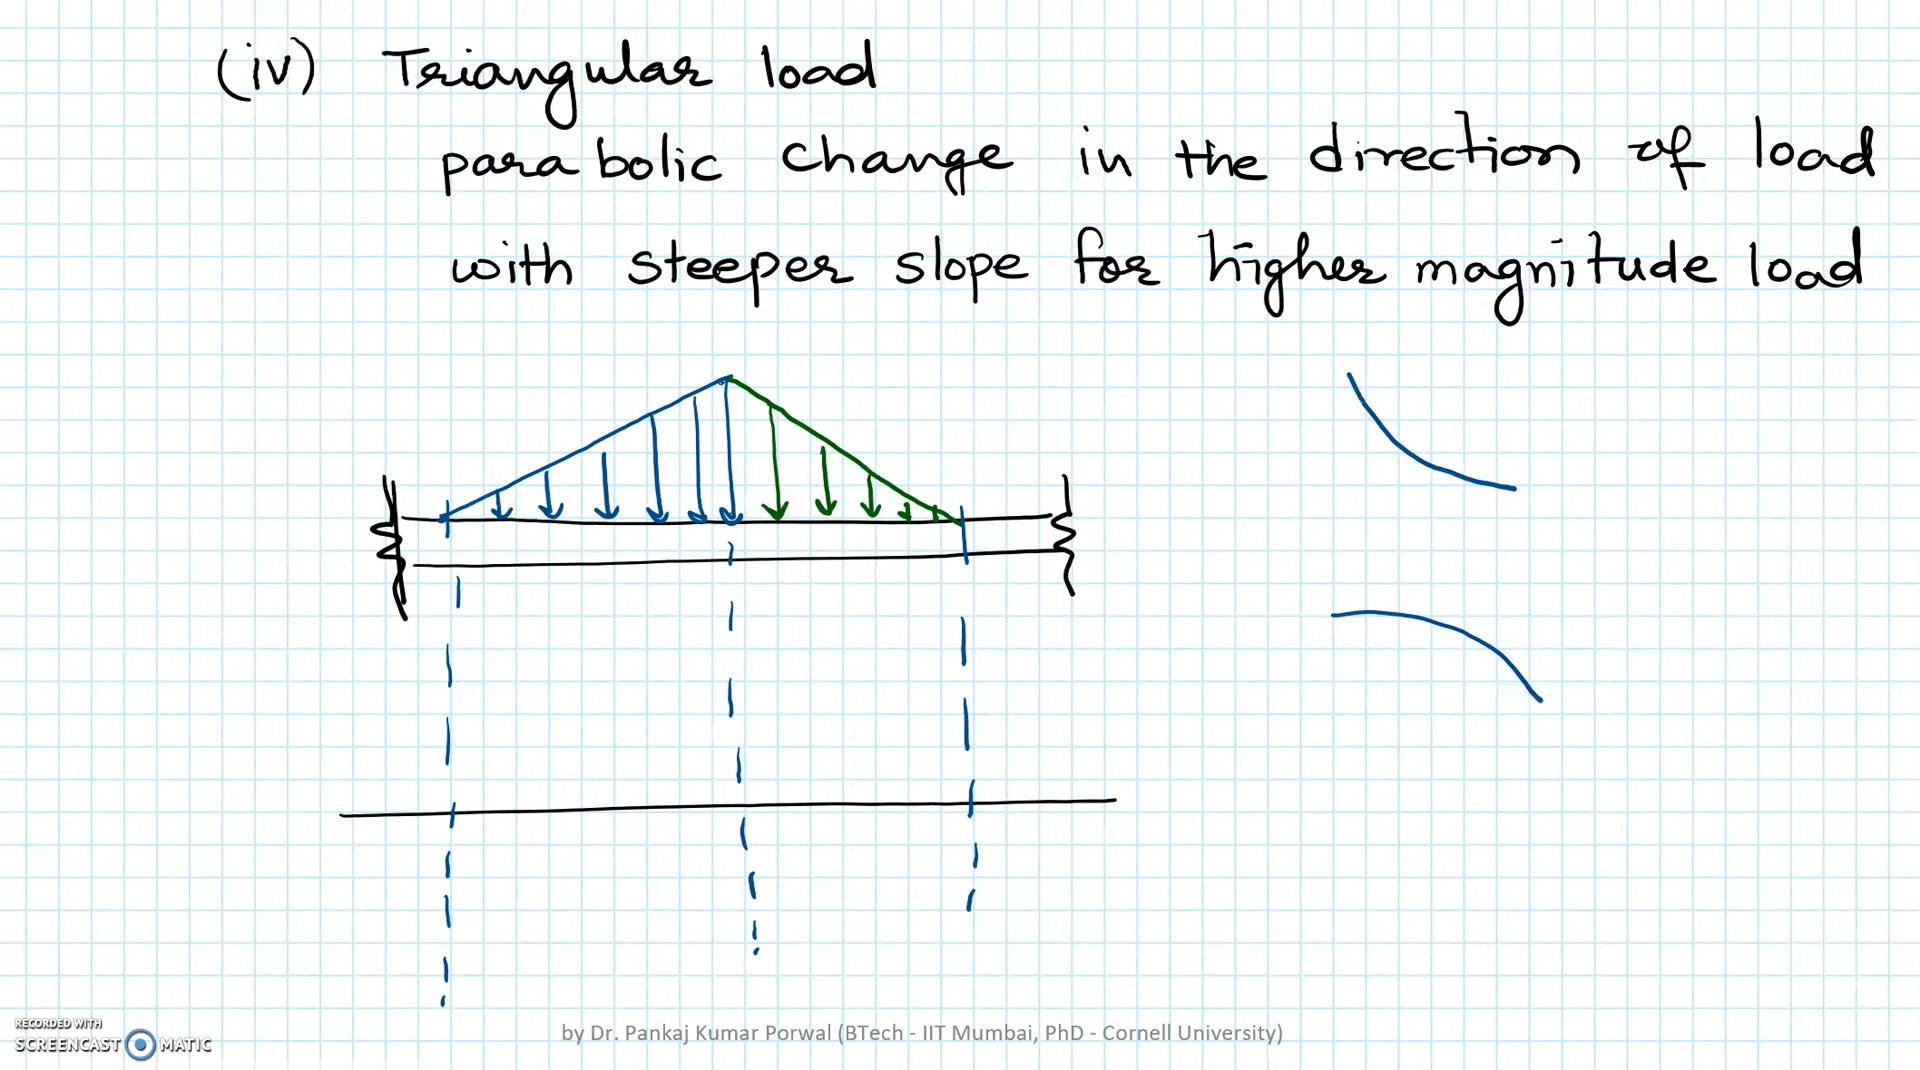 (iv) Triangular load
parabolic change in the direction of load
with steeper slope for higher magnitude load
RECORDED WITH
SCREENCAST MATIC
by Dr. Pankaj Kumar Porwal (BTech - IIT Mumbai, PhD - Cornell University)